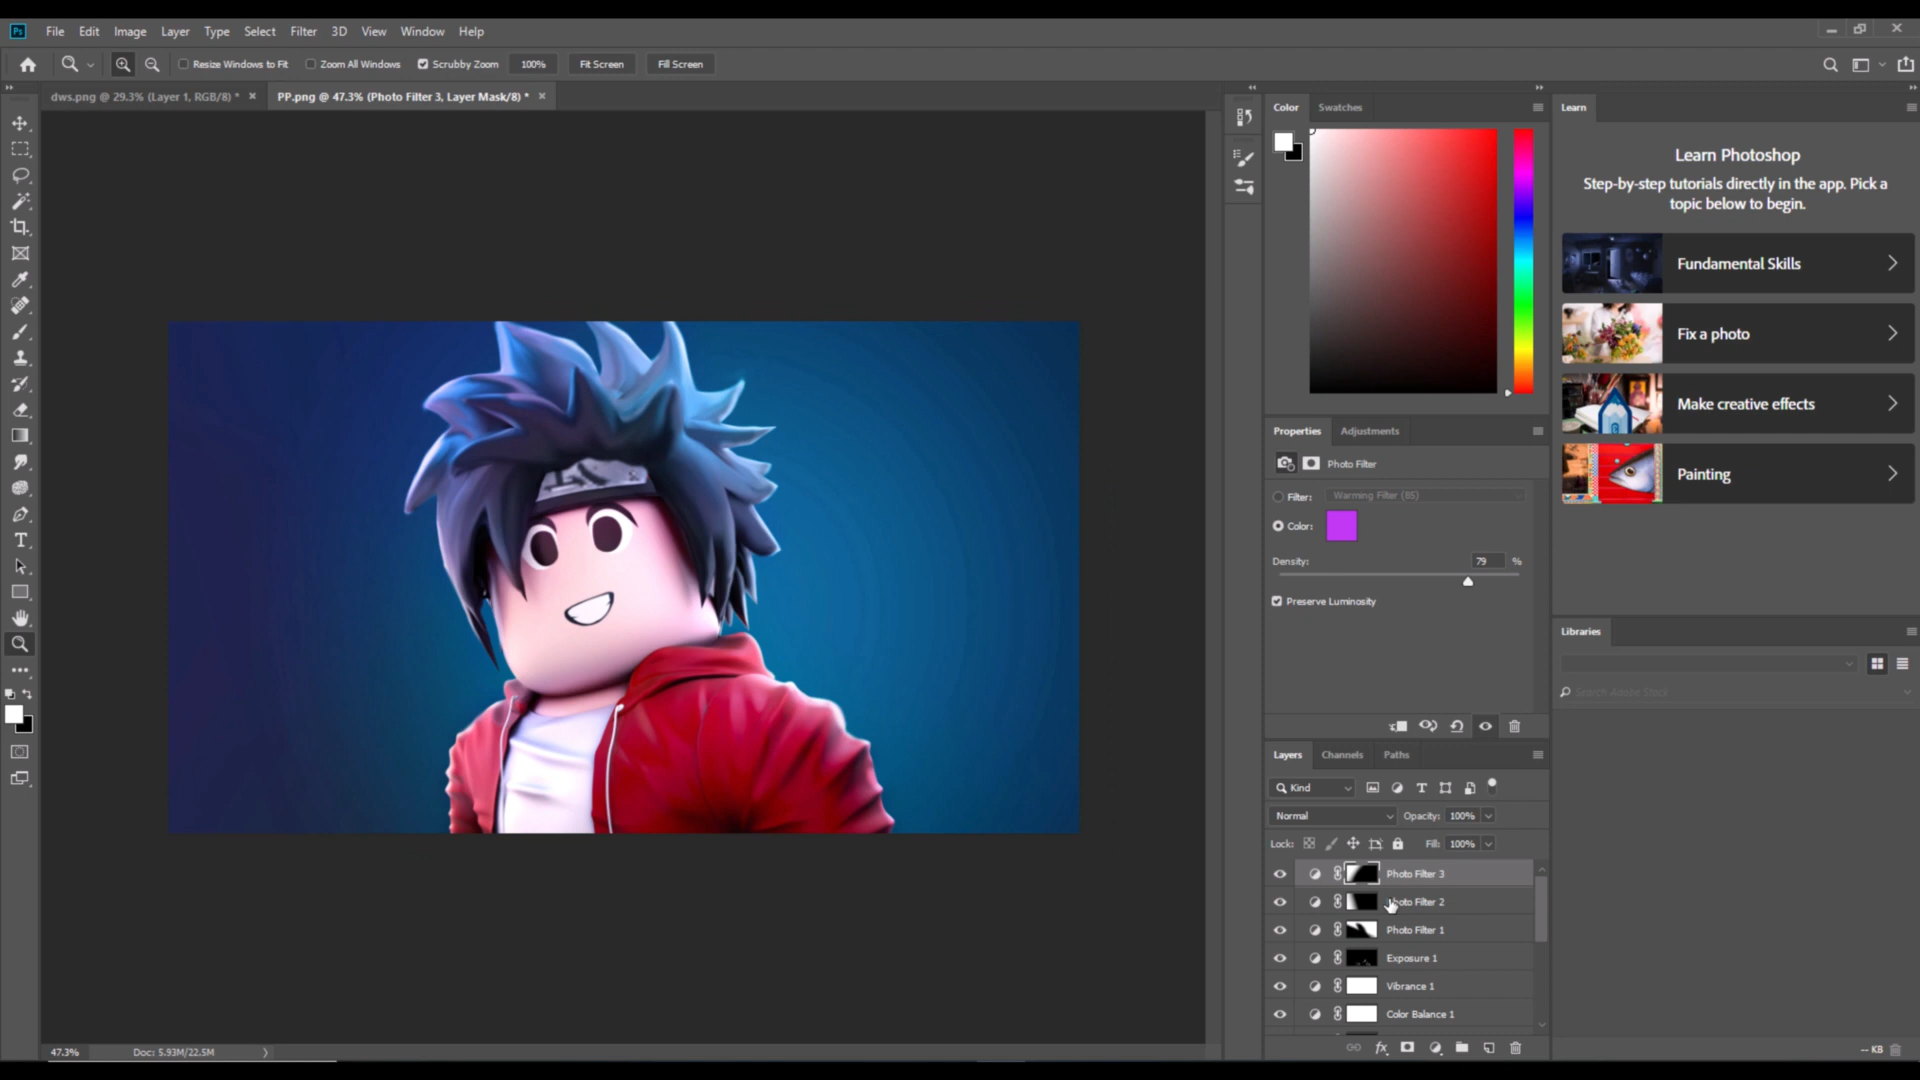 Ps File Edit Image Layer Type Select Filter 3D View Window Help
Resize Windows to Fit Zoom All Windows Scrubby Zoom 100% Fit Screen Fill Screen
dws.png @ 29.3% (Layer 1, RGB/8) * PP.png @ 47.3% (Photo Filter 3, Layer Mask/8) *
Color Swatches
Learn
Learn Photoshop
Step-by-step tutorials directly in the app. Pick a
topic below to begin.
Fundamental Skills
Fix a photo
Make creative effects
Painting
Properties Adjustments
Photo Filter
Filter: Warming Filter (85)
Color:
Density: 79 %
Preserve Luminosity
Libraries
Search Adobe Stock
Layers Channels Paths
Kind
Normal Opacity: 100%
Lock: Fill: 100%
Photo Filter 3
Photo Filter 2
Photo Filter 1
Exposure 1
Vibrance 1
Color Balance 1
47.3% Doc: 5.93M/22.5M
-- KB